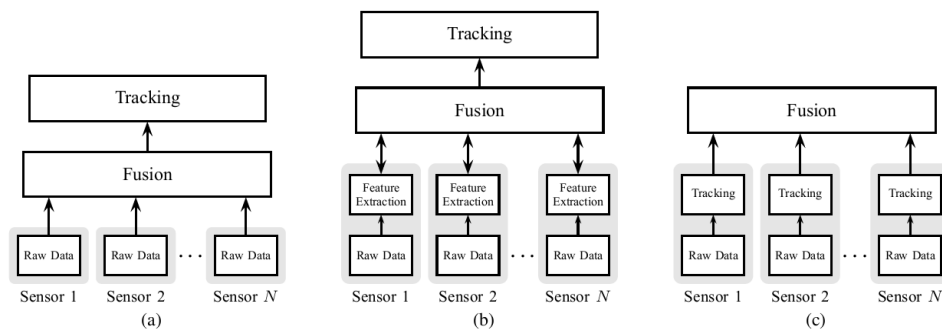 Tracking
Fusion
Raw Data Raw Data ... Raw Data
Sensor 1 Sensor 2 Sensor N
(a)
Tracking
Fusion
Feature Extraction Feature Extraction Feature Extraction
Raw Data Raw Data ... Raw Data
Sensor 1 Sensor 2 Sensor N
(b)
Fusion
Tracking Tracking Tracking
Raw Data Raw Data ... Raw Data
Sensor 1 Sensor 2 Sensor N
(c)